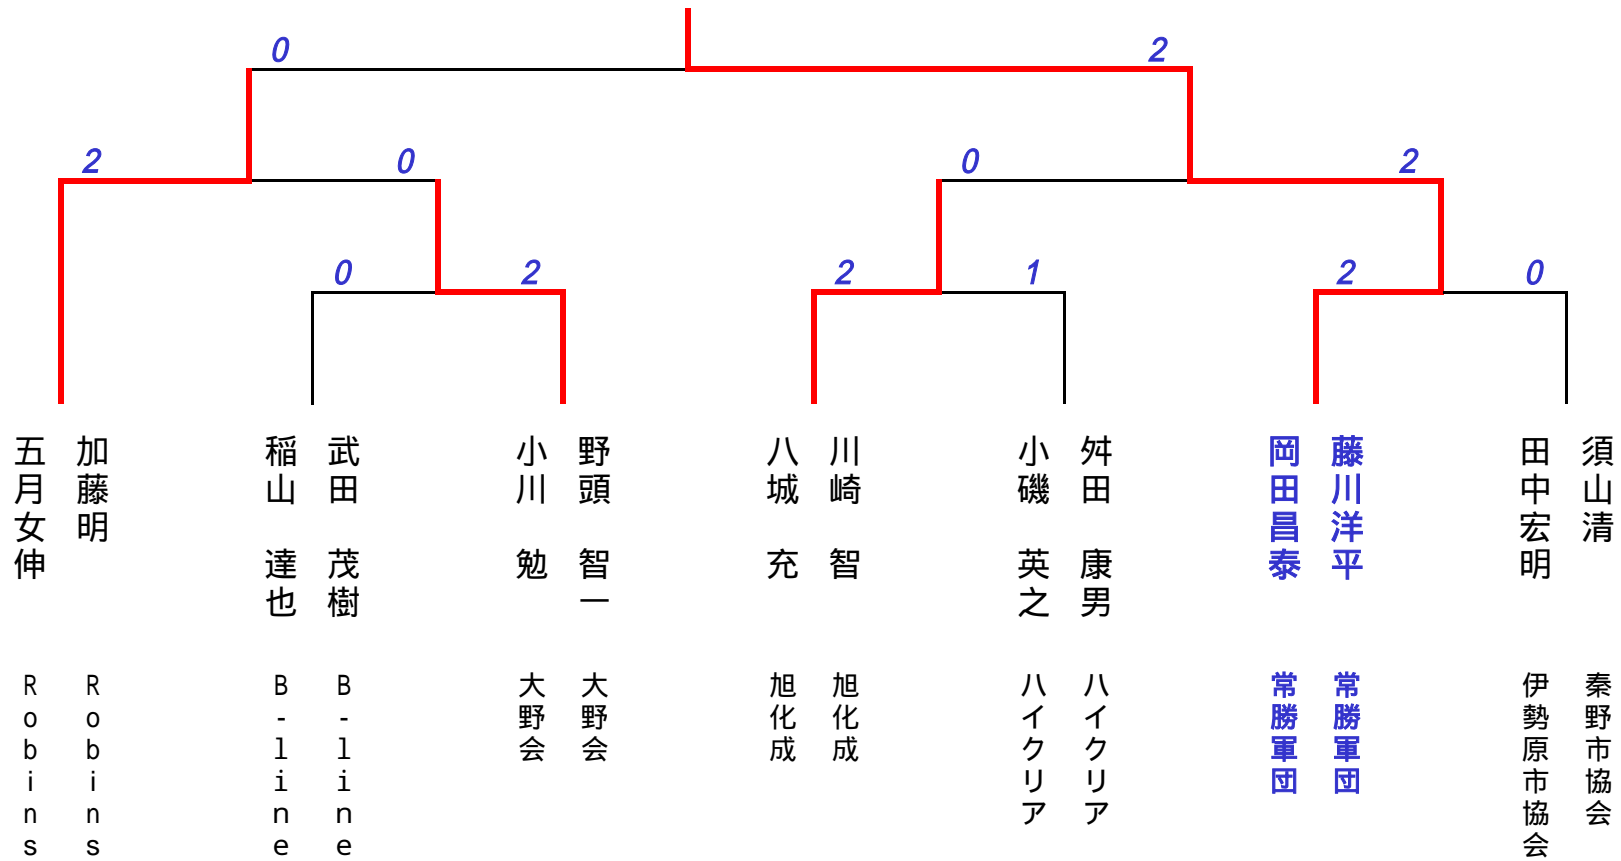 0 2
2 0 0 2
0 2 2 1 2 0
五月女伸
加藤明
稲山 達也
武田 茂樹
小川 勉
野頭 智一
八城 充
川崎 智
小磯 英之
舛田 康男
岡田昌泰
藤川洋平
田中宏明
須山清
Robins
Robins
B-line
B-line
大野会
大野会
旭化成
旭化成
ハイクリア
ハイクリア
常勝軍団
常勝軍団
伊勢原市協会
秦野市協会